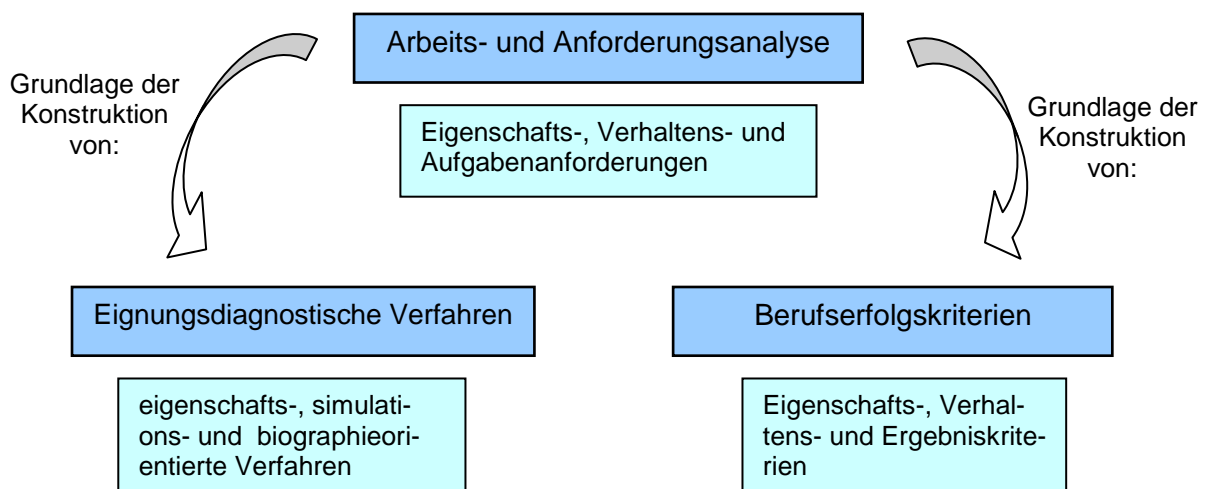 Arbeits- und Anforderungsanalyse
Grundlage der
Konstruktion
von:
Eigenschafts-, Verhaltens- und
Aufgabenanforderungen
Grundlage der
Konstruktion
von:
Eignungsdiagnostische Verfahren
Berufserfolgskriterien
eigenschafts-, simulati-
ons- und biographieori-
entierte Verfahren
Eigenschafts-, Verhal-
tens- und Ergebniskrite-
rien